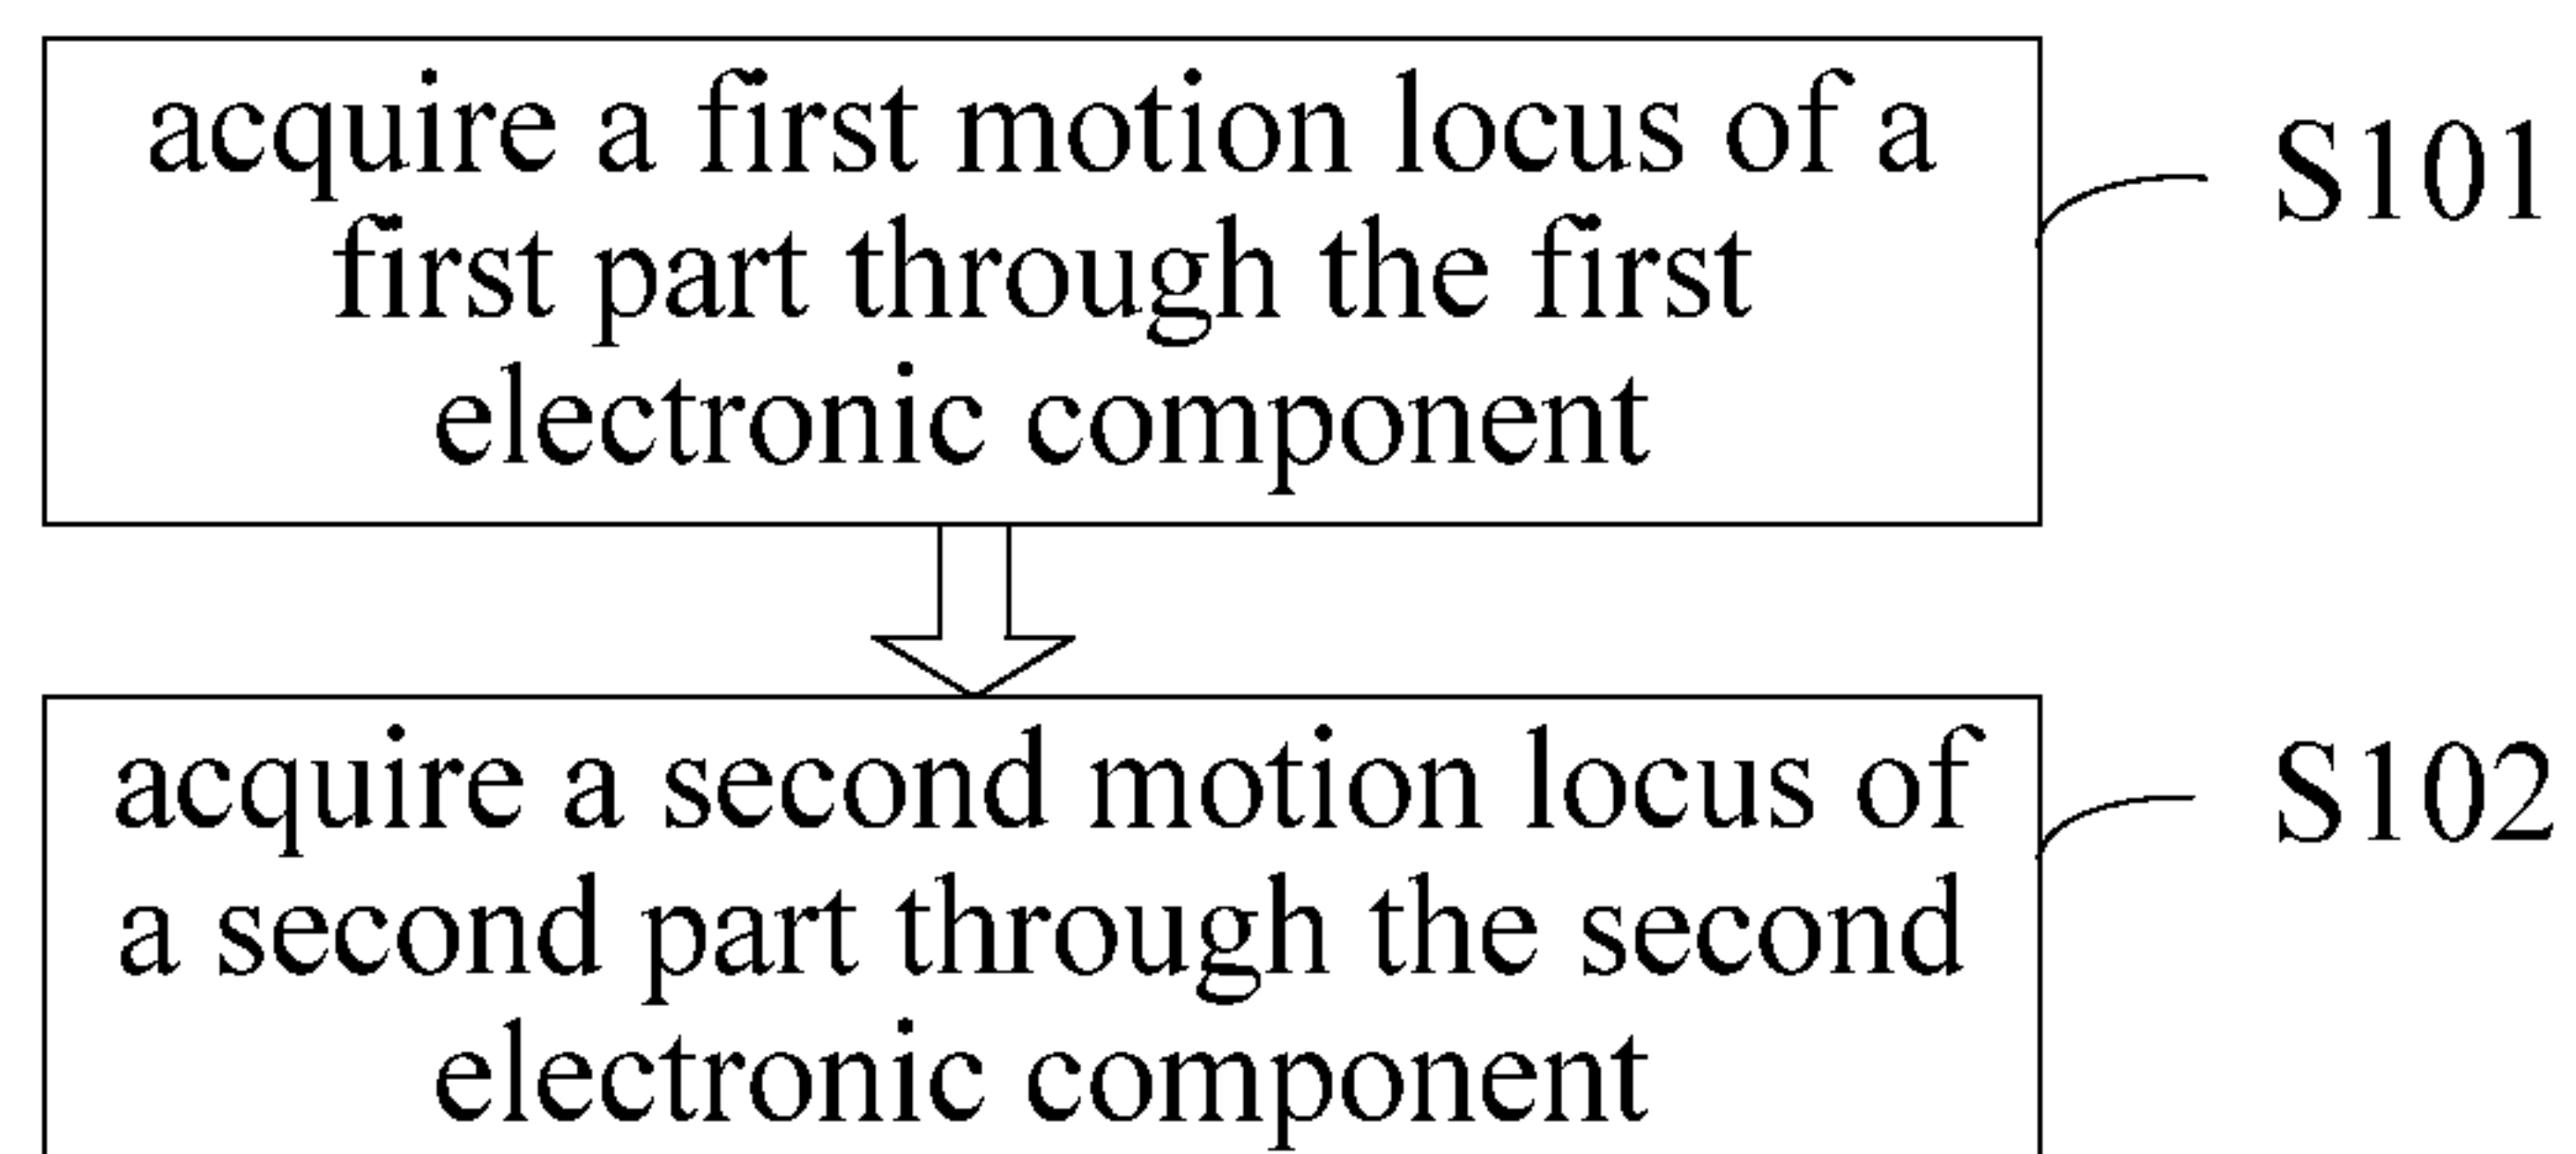 acquire a first motion locus of a
first part through the first
electronic component
S101
acquire a second motion locus of
a second part through the second
electronic component
S102